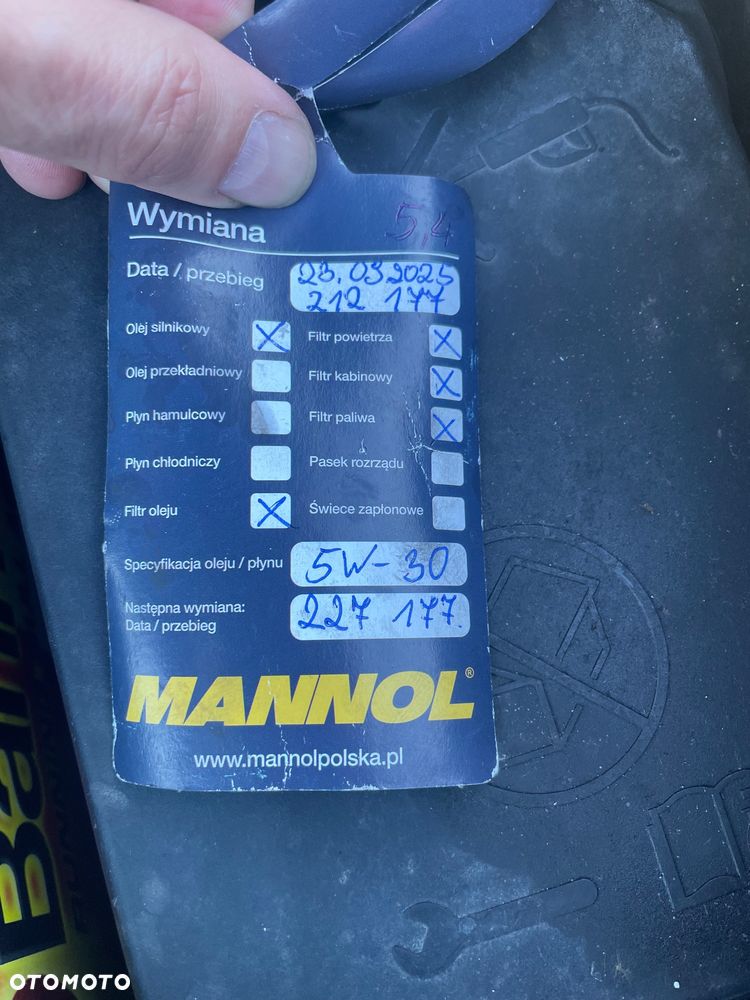 Wymiana 5,4
Data / przebieg 23.03 2025
212 177
Olej silnikowy X Filtr powietrza X
Olej przekładniowy Filtr kabinowy X
Płyn hamulcowy Filtr paliwa X
Płyn chłodniczy Pasek rozrządu
Filtr oleju X Świece zapłonowe
Specyfikacja oleju / płynu 5W-30
Następna wymiana:
Data / przebieg 227 177.
MANNOL®
www.mannolpolska.pl
OTOMOTO